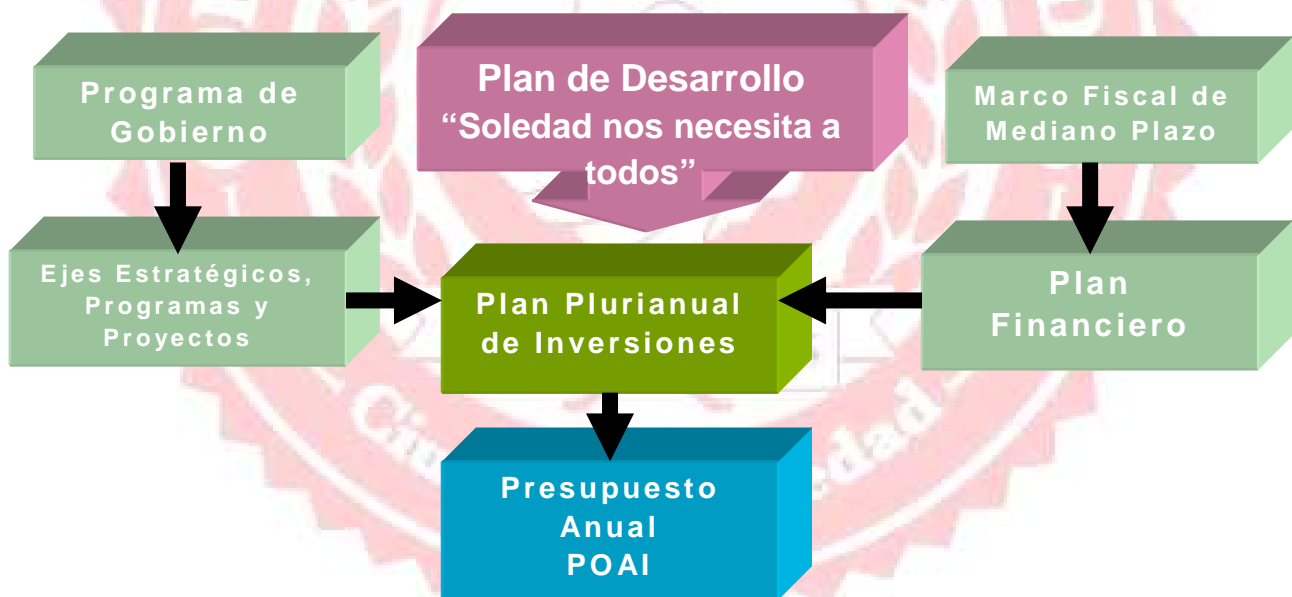 Programa de
Gobierno
Plan de Desarrollo
“Soledad nos necesita a
todos”
Marco Fiscal de
Mediano Plazo
Ejes Estratégicos,
Programas y
Proyectos
Plan Plurianual
de Inversiones
Plan
Financiero
Presupuesto
Anual
POAI